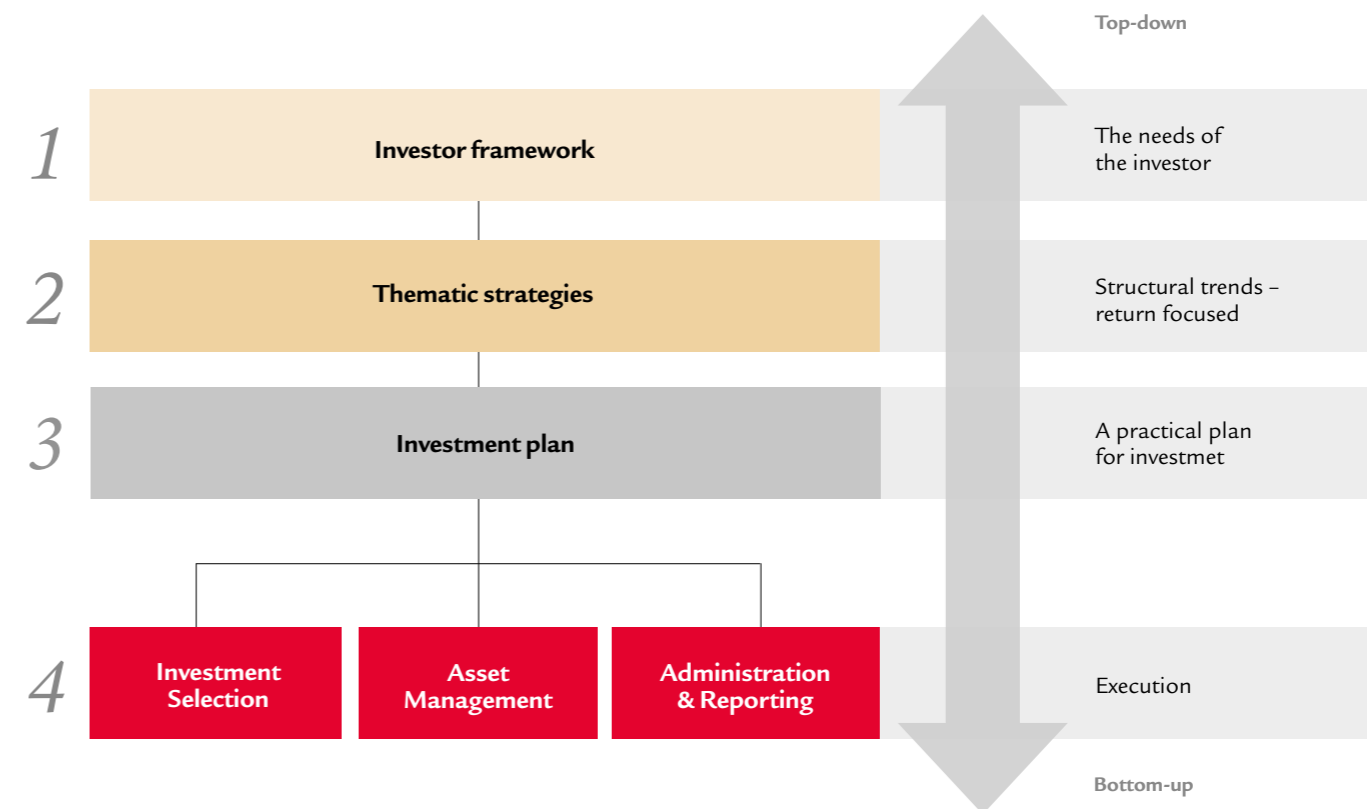 Top-down
1
Investor framework
The needs of
the investor
2
Thematic strategies
Structural trends –
return focused
3
Investment plan
A practical plan
for investmet
4
Investment
Selection
Asset
Management
Administration
& Reporting
Execution
Bottom-up